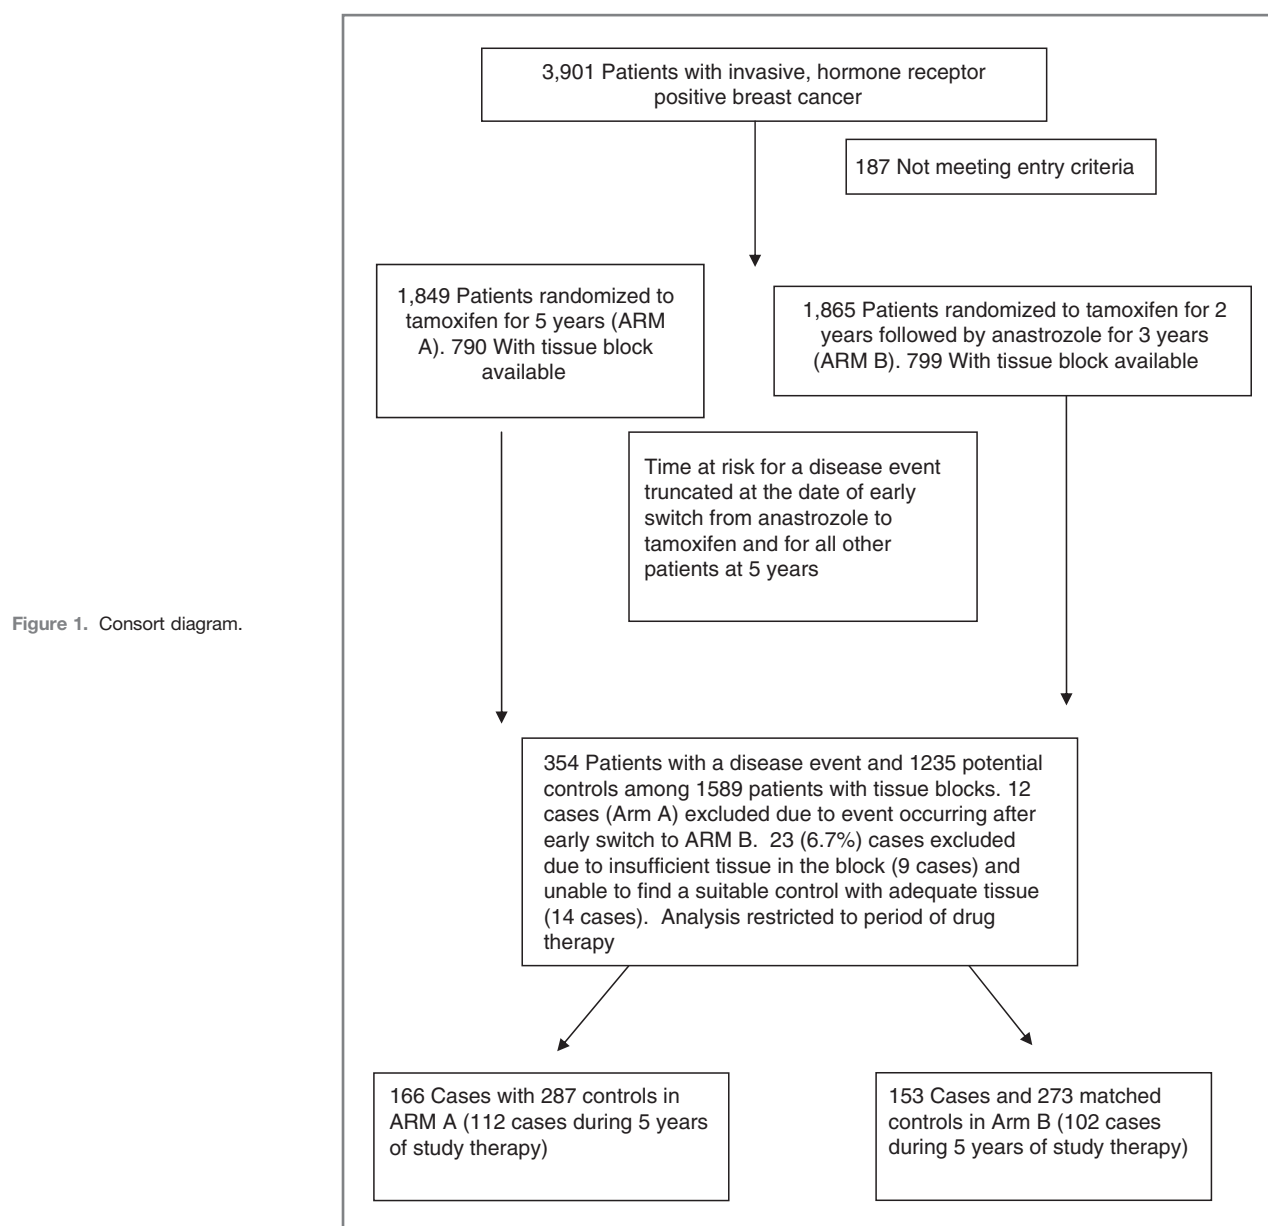 3,901 Patients with invasive, hormone receptor
positive breast cancer
187 Not meeting entry criteria
1,849 Patients randomized to
tamoxifen for 5 years (ARM
A). 790 With tissue block
available
1,865 Patients randomized to tamoxifen for 2
years followed by anastrozole for 3 years
(ARM B). 799 With tissue block available
Time at risk for a disease event
truncated at the date of early
switch from anastrozole to
tamoxifen and for all other
patients at 5 years
Figure 1. Consort diagram.
354 Patients with a disease event and 1235 potential
controls among 1589 patients with tissue blocks. 12
cases (Arm A) excluded due to event occurring after
early switch to ARM B. 23 (6.7%) cases excluded
due to insufficient tissue in the block (9 cases) and
unable to find a suitable control with adequate tissue
(14 cases). Analysis restricted to period of drug
therapy
166 Cases with 287 controls in
ARM A (112 cases during 5 years
of study therapy)
153 Cases and 273 matched
controls in Arm B (102 cases
during 5 years of study therapy)